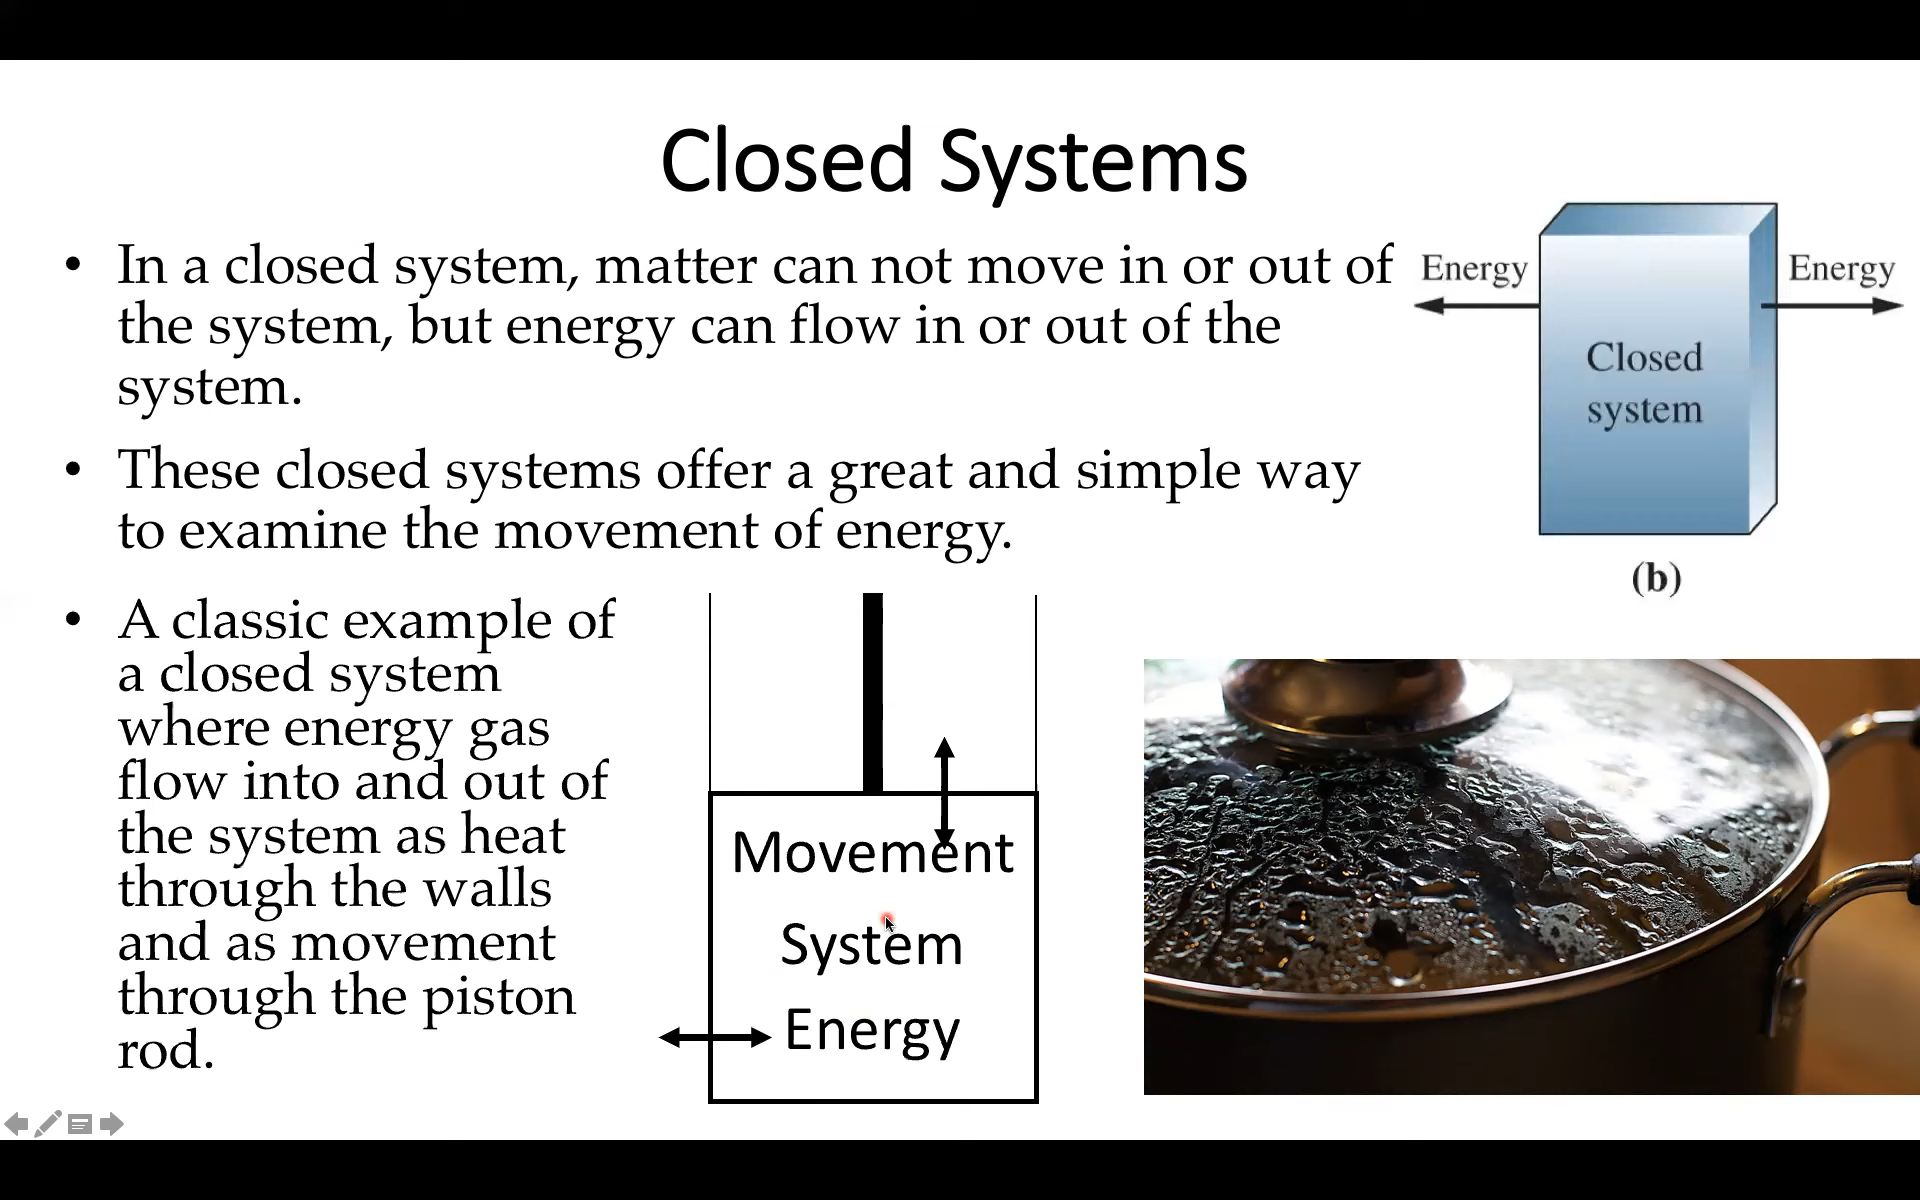 Closed Systems
• In a closed system, matter can not move in or out of
the system, but energy can flow in or out of the
system.
• These closed systems offer a great and simple way
to examine the movement of energy.
• A classic example of
a closed system
where energy gas
flow into and out of
the system as heat
through the walls
and as movement
through the piston
rod.
Movement
System
Energy
Energy
Energy
Closed
system
(b)